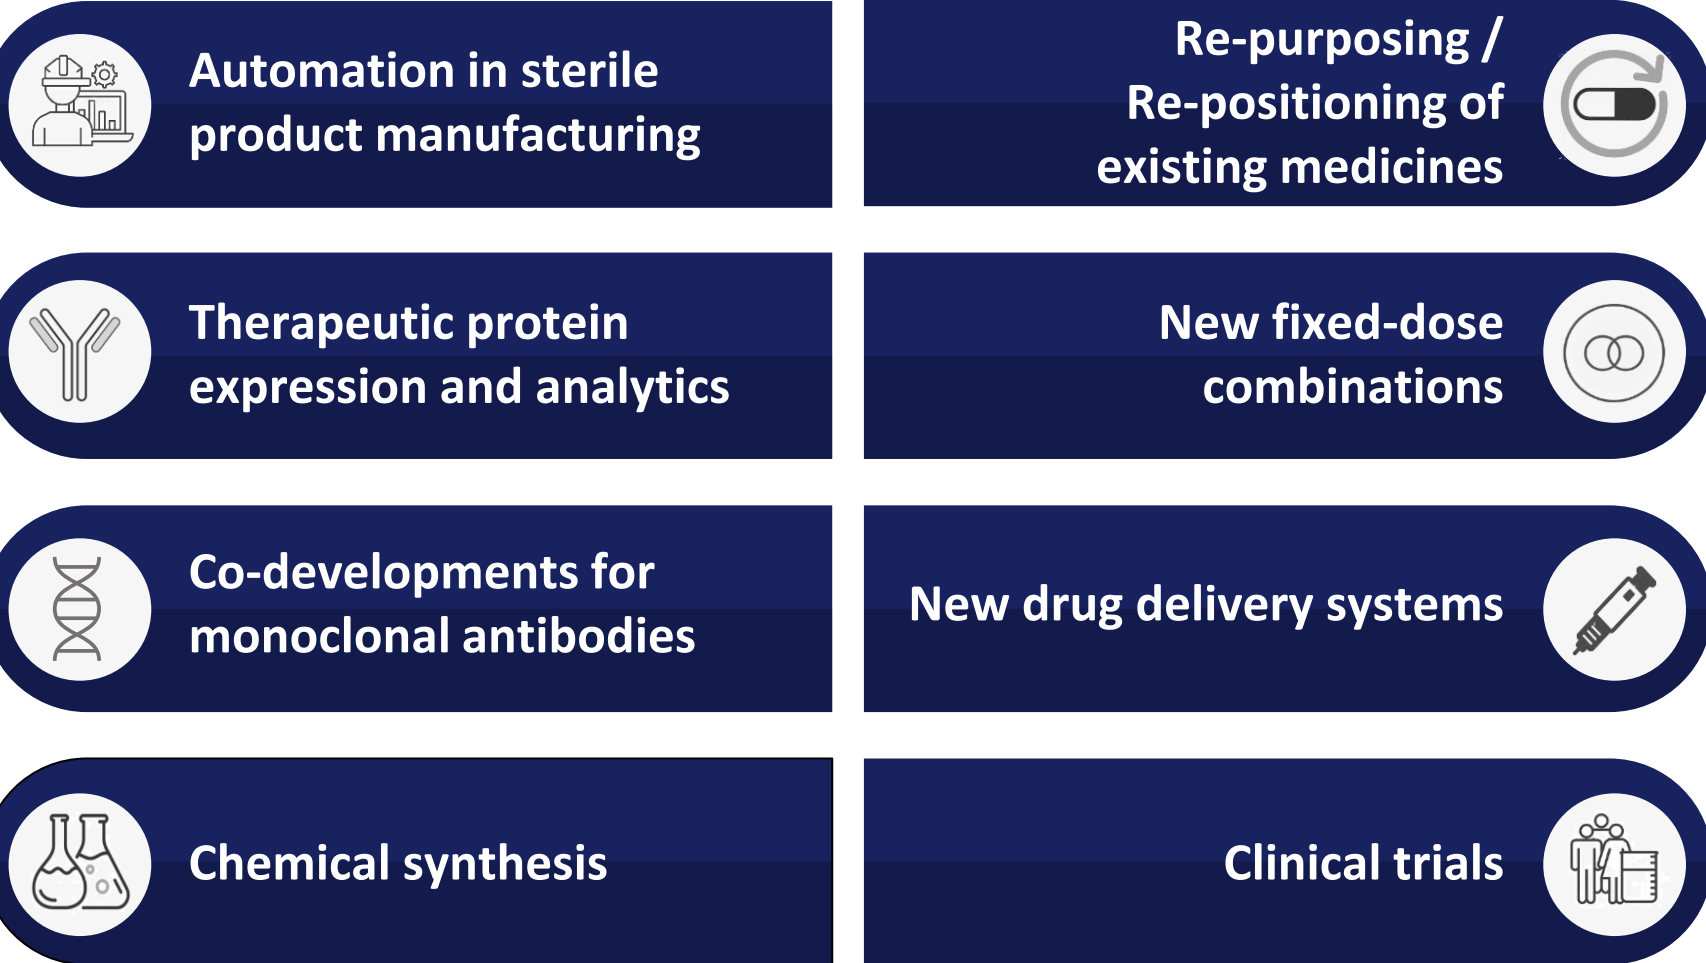 Automation in sterile
product manufacturing
Re-purposing /
Re-positioning of
existing medicines
Therapeutic protein
expression and analytics
New fixed-dose
combinations
Co-developments for
monoclonal antibodies
New drug delivery systems
Chemical synthesis
Clinical trials